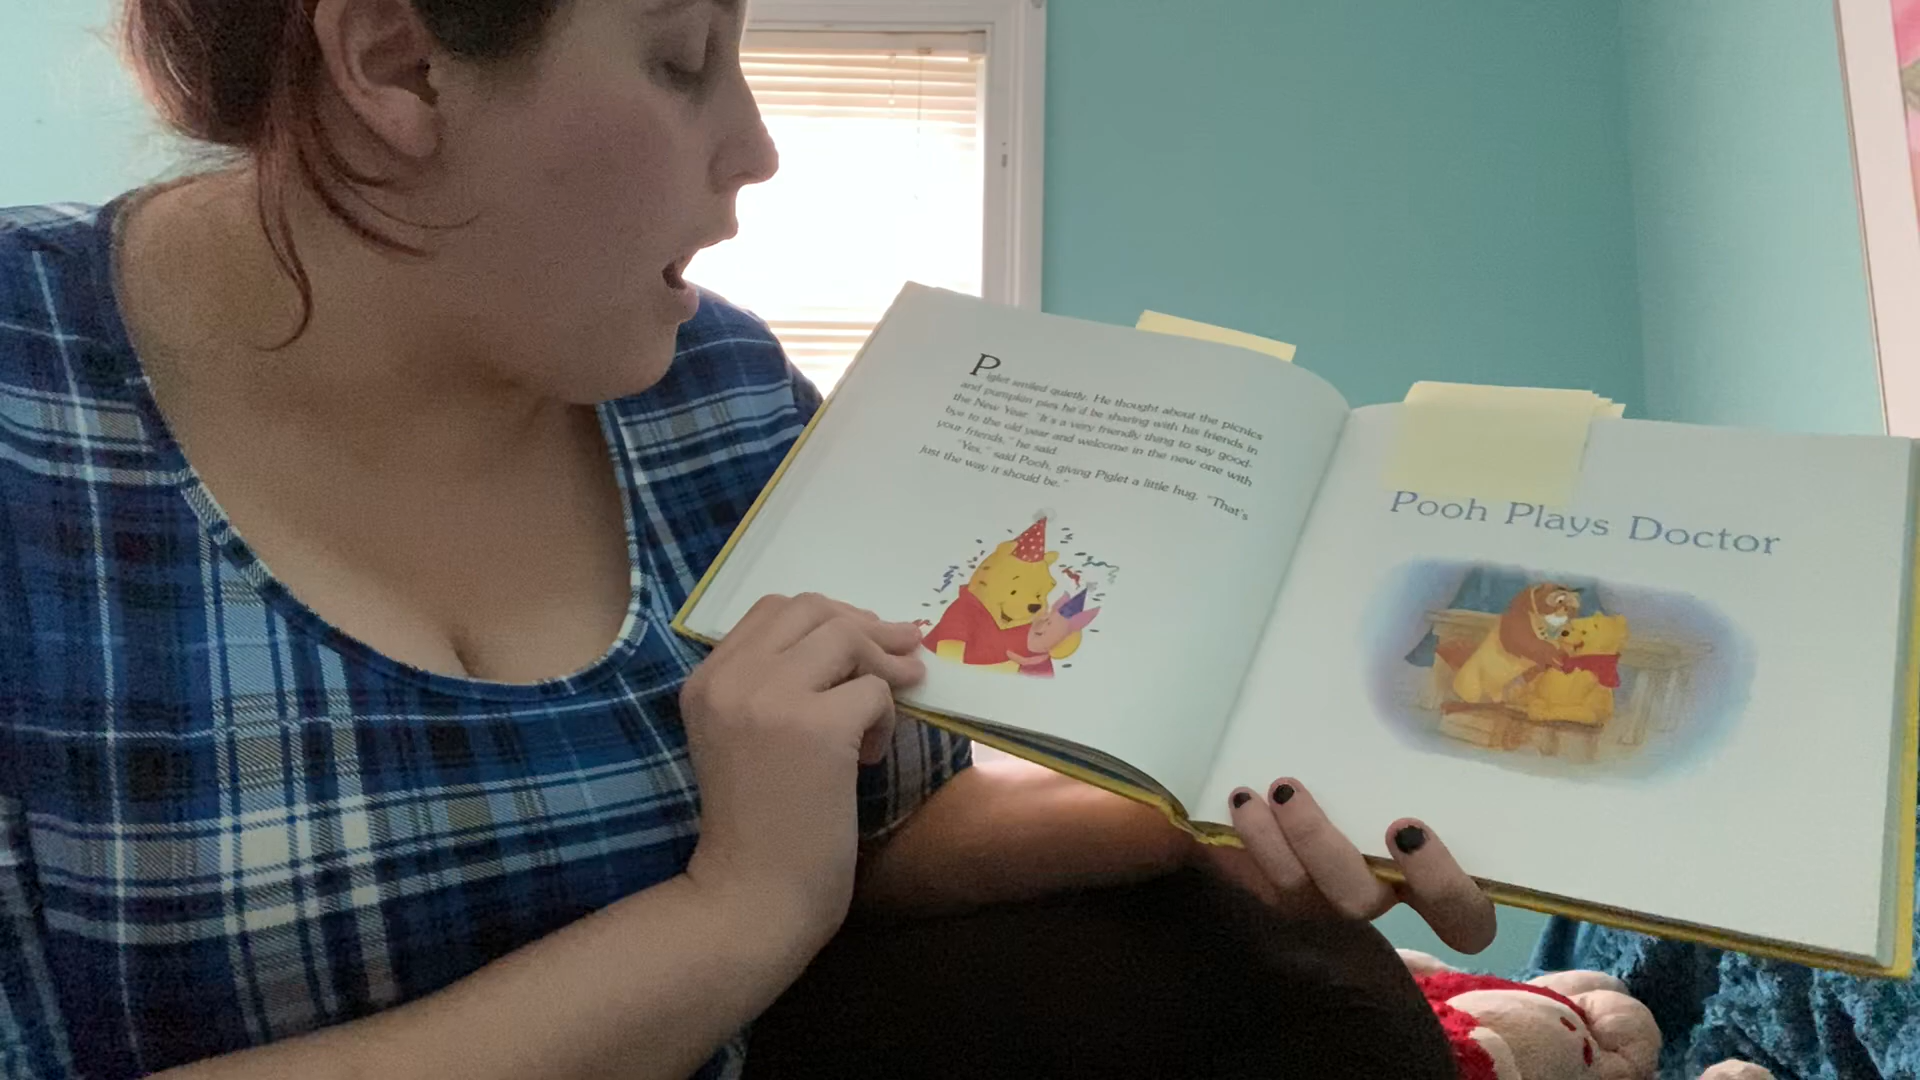 Piglet smiled quietly. He thought about the picnics
and pumpkin pies he'd be sharing with his friends in
the New Year. "It's a very friendly thing to say good-
bye to the old year and welcome in the new one with
your friends," he said.
"Yes," said Pooh, giving Piglet a little hug. "That's
just the way it should be."
Pooh Plays Doctor